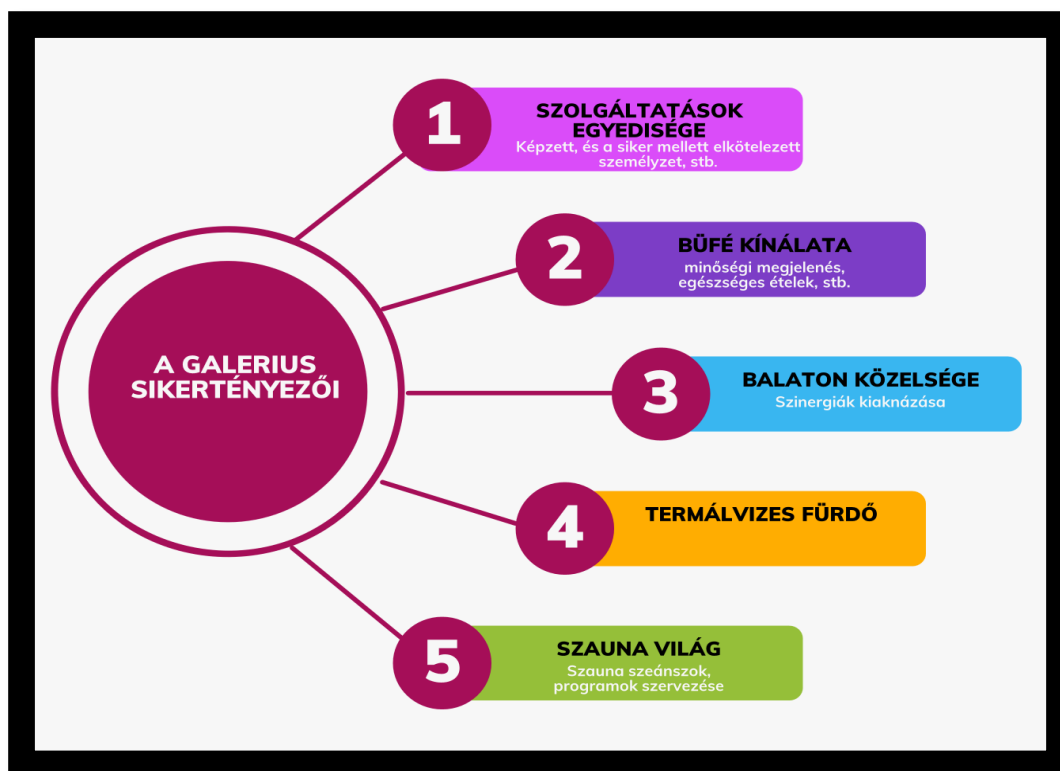 A GALERIUS
SIKERTÉNYEZŐI
1
SZOLGÁLTATÁSOK
EGYEDISÉGE
Képzett, és a siker mellett elkötelezett
személyzet, stb.
2
BÜFÉ KÍNÁLATA
minőségi megjelenés,
egészséges ételek, stb.
3
BALATON KÖZELSÉGE
Szinergiák kiaknázása
4
TERMÁLVIZES FÜRDŐ
5
SZAUNA VILÁG
Szauna szeánszok,
programok szervezése